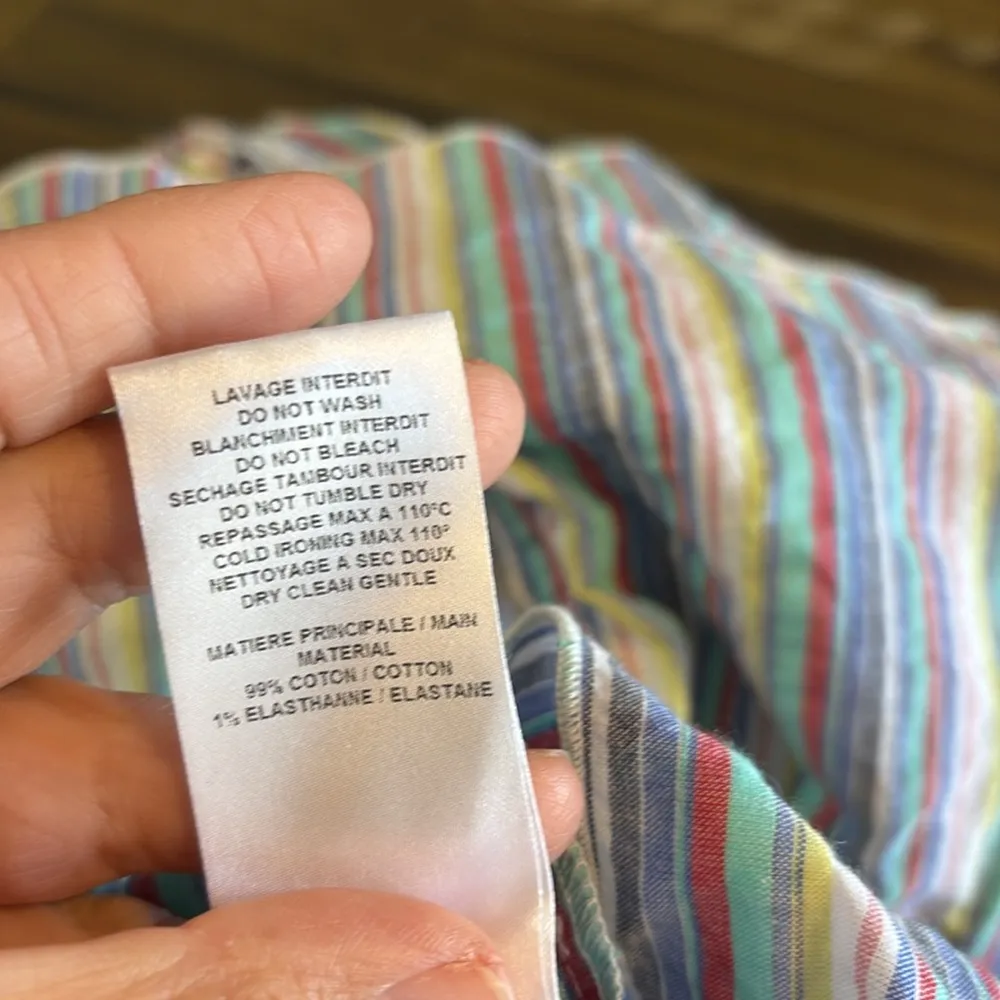 LAVAGE INTERDIT
DO NOT WASH
BLANCHIMENT INTERDIT
DO NOT BLEACH
SECHAGE TAMBOUR INTERDIT
DO NOT TUMBLE DRY
REPASSAGE MAX A 110°C
COLD IRONING MAX 110°
NETTOYAGE A SEC DOUX
DRY CLEAN GENTLE
MATIERE PRINCIPALE / MAIN
MATERIAL
99% COTON / COTTON
1% ELASTHANNE / ELASTANE